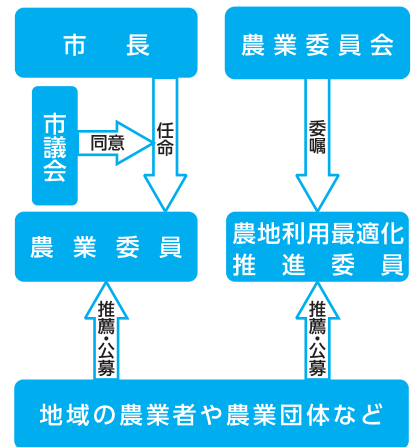 市長
農業委員会
市議会
同意
任命
委嘱
農業委員
農地利用最適化
推進委員
推薦・公募
推薦・公募
地域の農業者や農業団体など